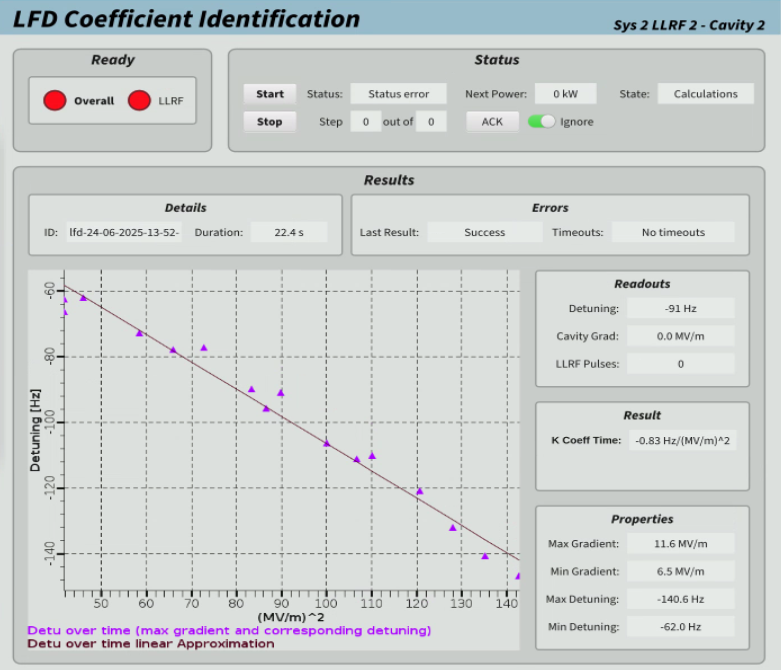 LFD Coefficient Identification
Sys 2 LLRF 2 - Cavity 2
Ready
Overall
LLRF
Status
Start Status: Status error Next Power: 0 kW State: Calculations
Stop Step 0 out of 0 ACK Ignore
Results
Details
ID: lfd-24-06-2025-13-52- Duration: 22.4 s
Errors
Last Result: Success Timeouts: No timeouts
Detuning [Hz]
-60
-80
-100
-120
-140
50 60 70 80 90 100 110 120 130 140
(MV/m)^2
Detu over time (max gradient and corresponding detuning)
Detu over time linear Approximation
Readouts
Detuning: -91 Hz
Cavity Grad: 0.0 MV/m
LLRF Pulses: 0
Result
K Coeff Time: -0.83 Hz/(MV/m)^2
Properties
Max Gradient: 11.6 MV/m
Min Gradient: 6.5 MV/m
Max Detuning: -140.6 Hz
Min Detuning: -62.0 Hz